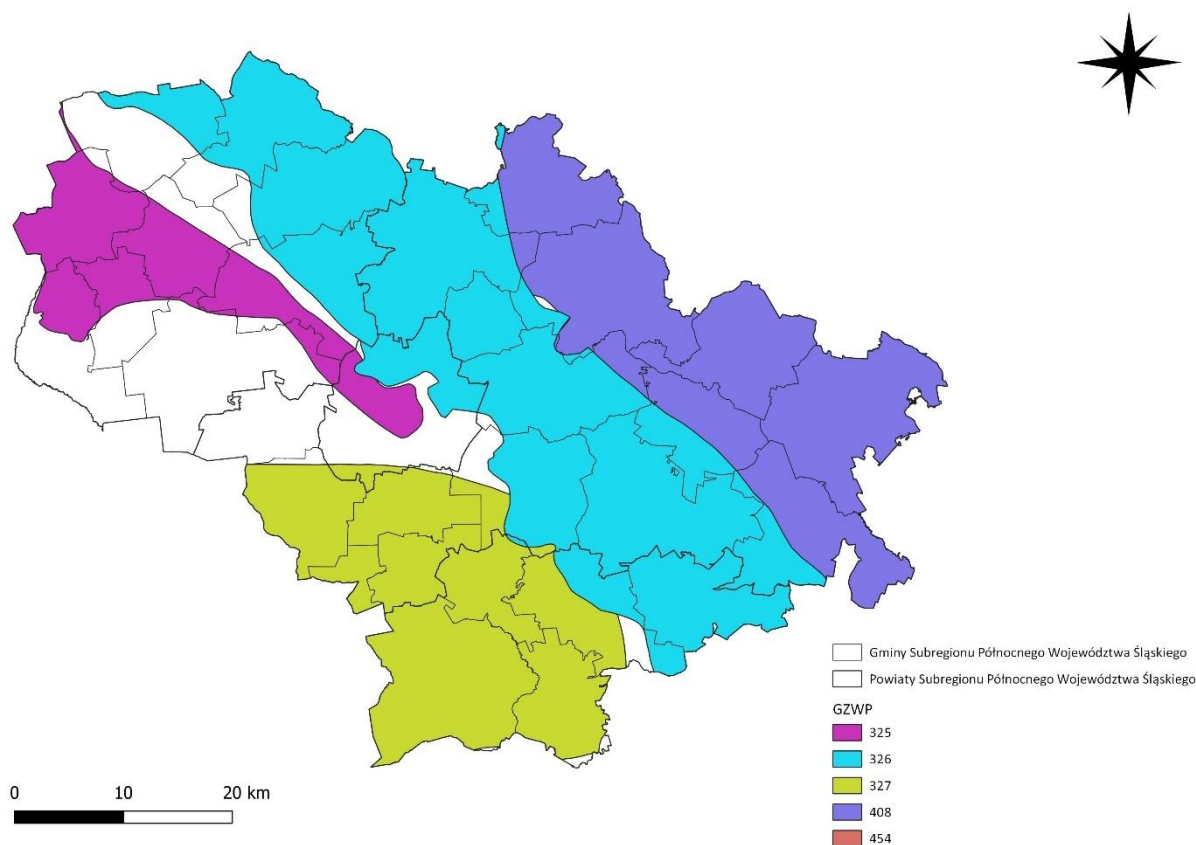 Gminy Subregionu Północnego Województwa Śląskiego
Powiaty Subregionu Północnego Województwa Śląskiego
GZWP
325
326
327
408
454
0 10 20 km